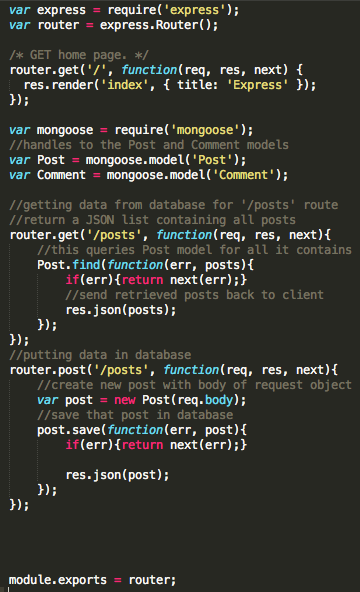 var express = require('express');
var router = express.Router();
/* GET home page. */
router.get('/', function(req, res, next) {
  res.render('index', { title: 'Express' });
});
var mongoose = require('mongoose');
//handles to the Post and Comment models
var Post = mongoose.model('Post');
var Comment = mongoose.model('Comment');
//getting data from database for '/posts' route
//return a JSON list containing all posts
router.get('/posts', function(req, res, next){
    //this queries Post model for all it contains
    Post.find(function(err, posts){
        if(err){return next(err);}
        //send retrieved posts back to client
        res.json(posts);
    });
});
//putting data in database
router.post('/posts', function(req, res, next){
    //create new post with body of request object
    var post = new Post(req.body);
    //save that post in database
    post.save(function(err, post){
        if(err){return next(err);}
        res.json(post);
    });
});
module.exports = router;